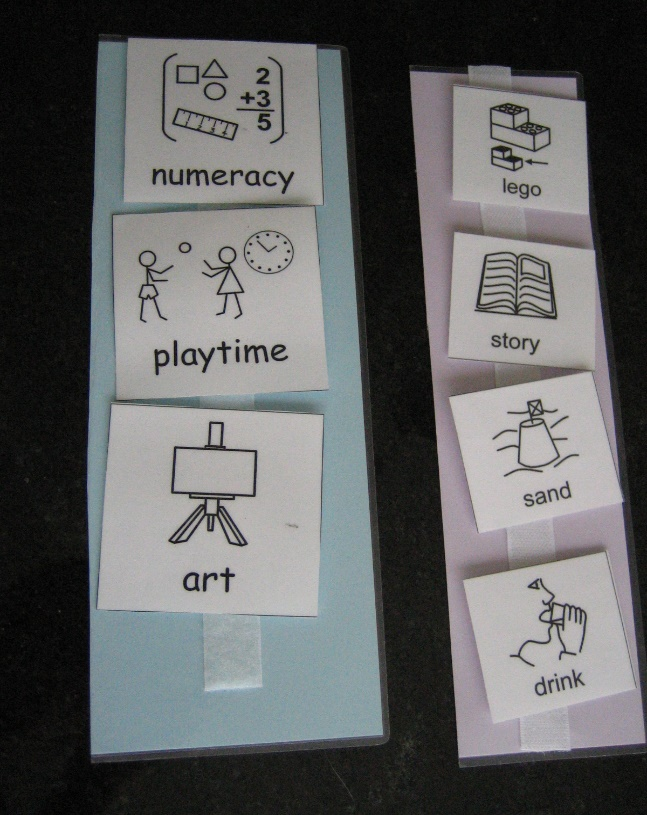 2
+3
5
numeracy
playtime
art
lego
story
sand
drink